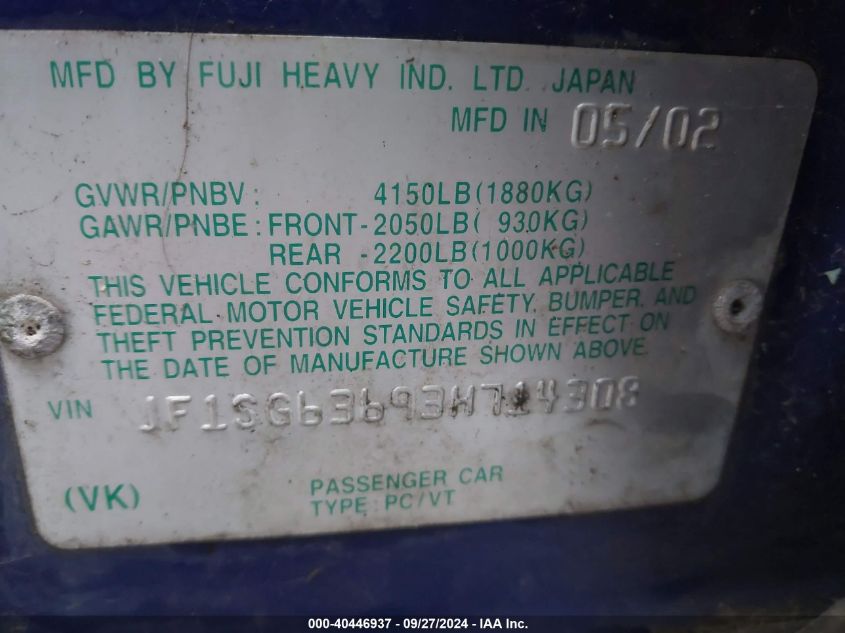 MFD BY FUJI HEAVY IND. LTD. JAPAN
MFD IN 05/02
GVWR/PNBV: 4150LB(1880KG)
GAWR/PNBE: FRONT-2050LB( 930KG)
REAR -2200LB(1000KG)
THIS VEHICLE CONFORMS TO ALL APPLICABLE
FEDERAL MOTOR VEHICLE SAFETY, BUMPER, AND
THEFT PREVENTION STANDARDS IN EFFECT ON
THE DATE OF MANUFACTURE SHOWN ABOVE.
VIN JF1SG63693H714308
(VK) PASSENGER CAR
TYPE: PC/VT
000-40446937 - 09/27/2024 - IAA Inc.